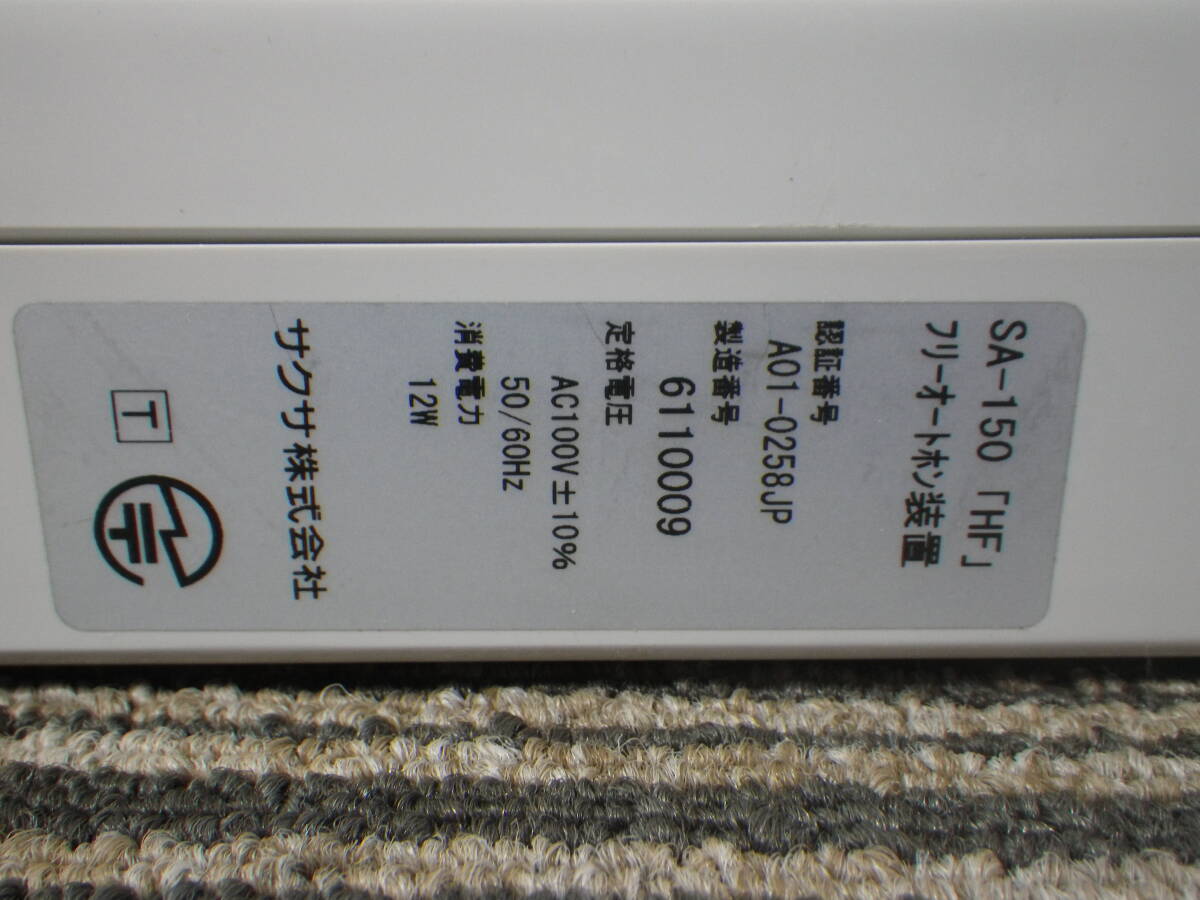 SA-150「HF」
フリーオートホン装置
認証番号
A01-0258JP
製造番号
6110009
定格電圧
AC100V±10%
50/60Hz
消費電力
12W
サクサ株式会社
T